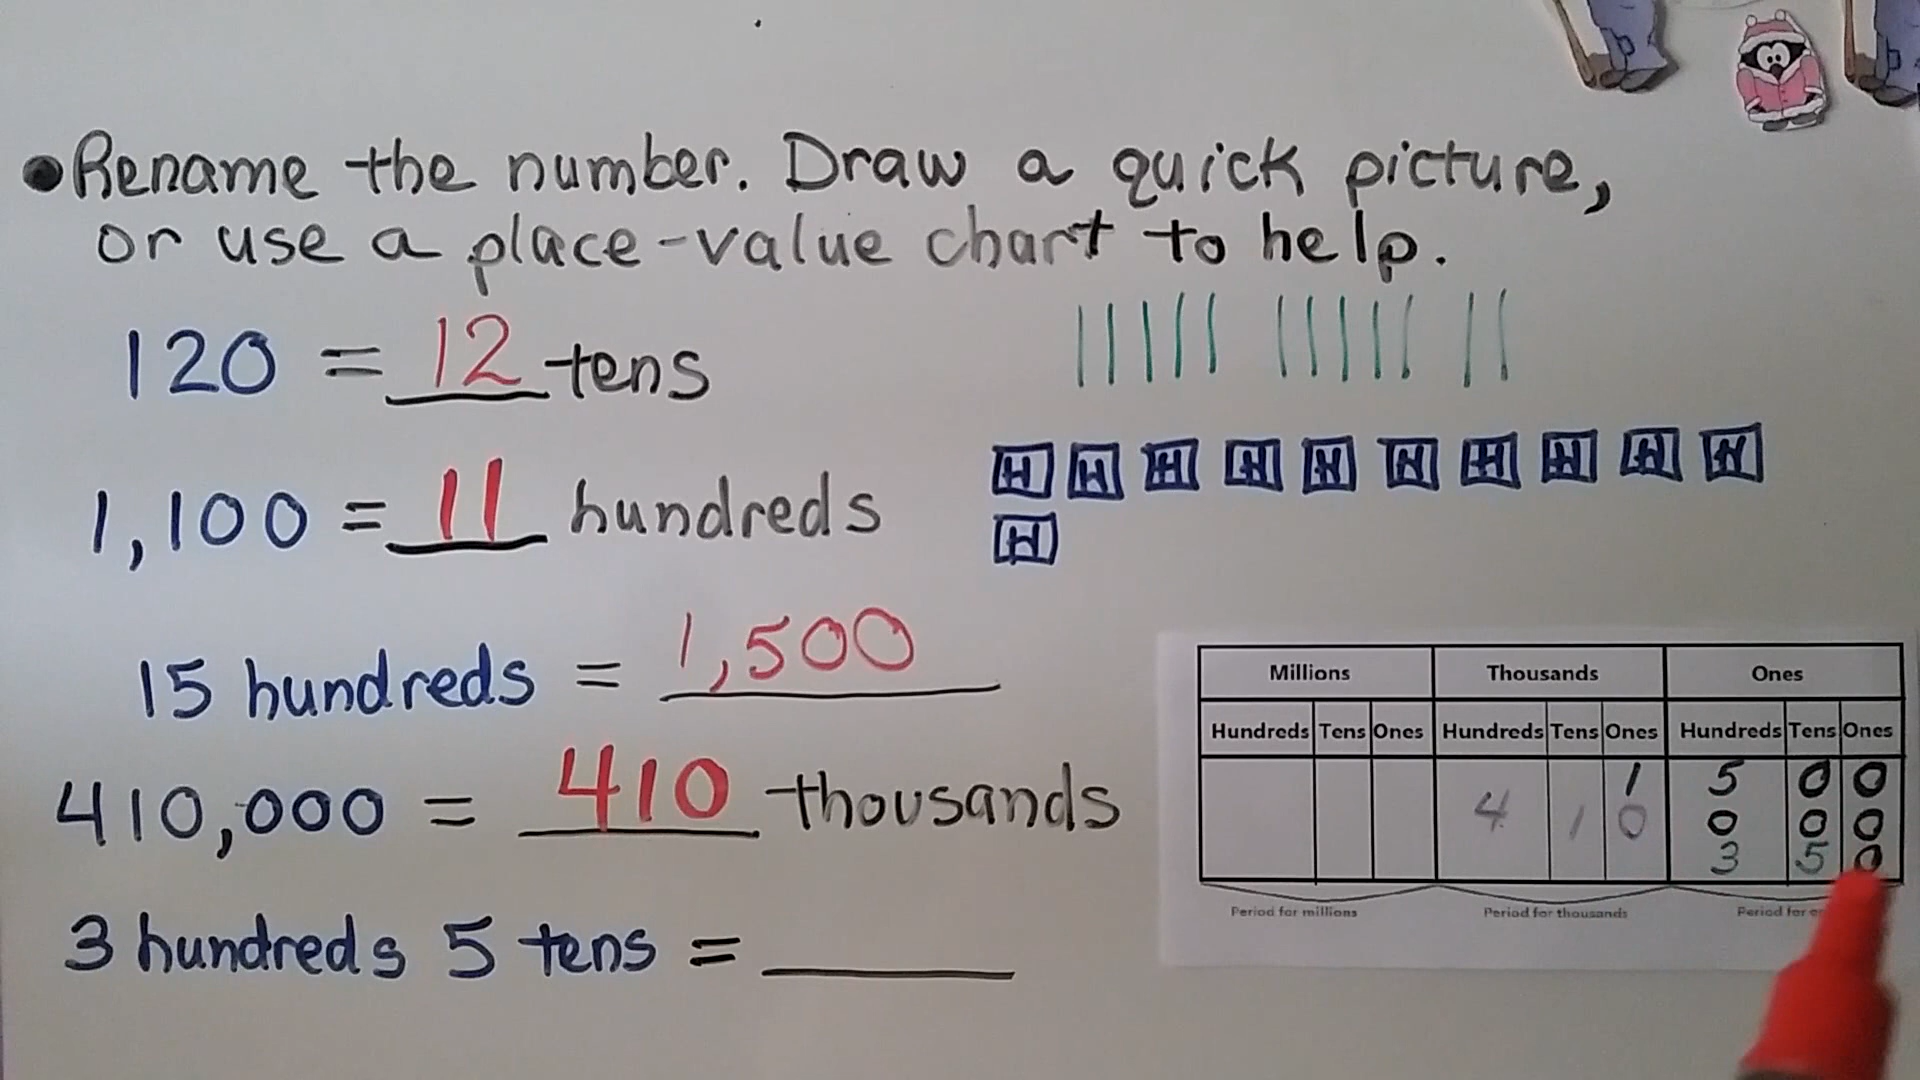 Rename the number. Draw a quick picture,
or use a place-value chart to help.
120 = 12 tens
1,100 = 11 hundreds
H H H H H H H H H H
H
15 hundreds = 1,500
410,000 = 410 thousands
3 hundreds 5 tens =
Millions Thousands Ones
Hundreds Tens Ones Hundreds Tens Ones Hundreds Tens Ones
1 5 0 0
4 1 0 0 0 0
3 5 0
Period for millions Period for thousands Period for